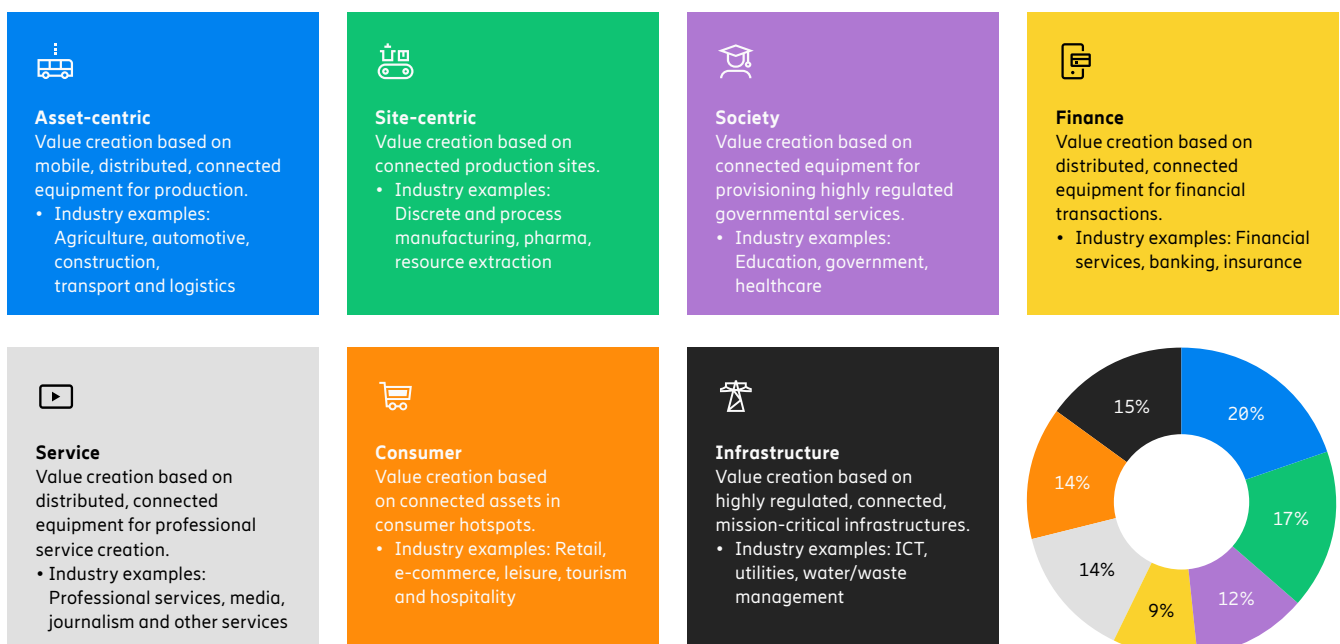 Asset-centric
Value creation based on
mobile, distributed, connected
equipment for production.
• Industry examples:
Agriculture, automotive,
construction,
transport and logistics
Site-centric
Value creation based on
connected production sites.
• Industry examples:
Discrete and process
manufacturing, pharma,
resource extraction
Society
Value creation based on
connected equipment for
provisioning highly regulated
governmental services.
• Industry examples:
Education, government,
healthcare
Finance
Value creation based on
distributed, connected
equipment for financial
transactions.
• Industry examples: Financial
services, banking, insurance
Service
Value creation based on
distributed, connected
equipment for professional
service creation.
• Industry examples:
Professional services, media,
journalism and other services
Consumer
Value creation based
on connected assets in
consumer hotspots.
• Industry examples: Retail,
e-commerce, leisure, tourism
and hospitality
Infrastructure
Value creation based on
highly regulated, connected,
mission-critical infrastructures.
• Industry examples: ICT,
utilities, water/waste
management
15%
20%
14%
17%
14%
12%
9%